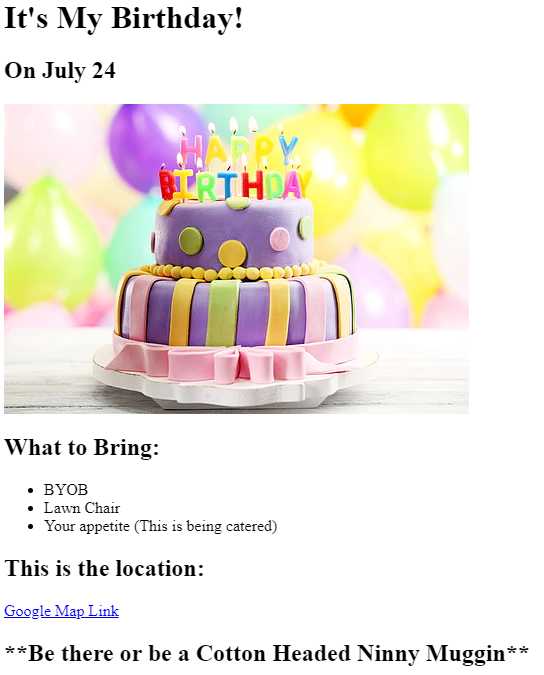 It's My Birthday!
On July 24
HAPPY
BIRTHDAY
What to Bring:
BYOB
Lawn Chair
Your appetite (This is being catered)
This is the location:
Google Map Link
**Be there or be a Cotton Headed Ninny Muggin**